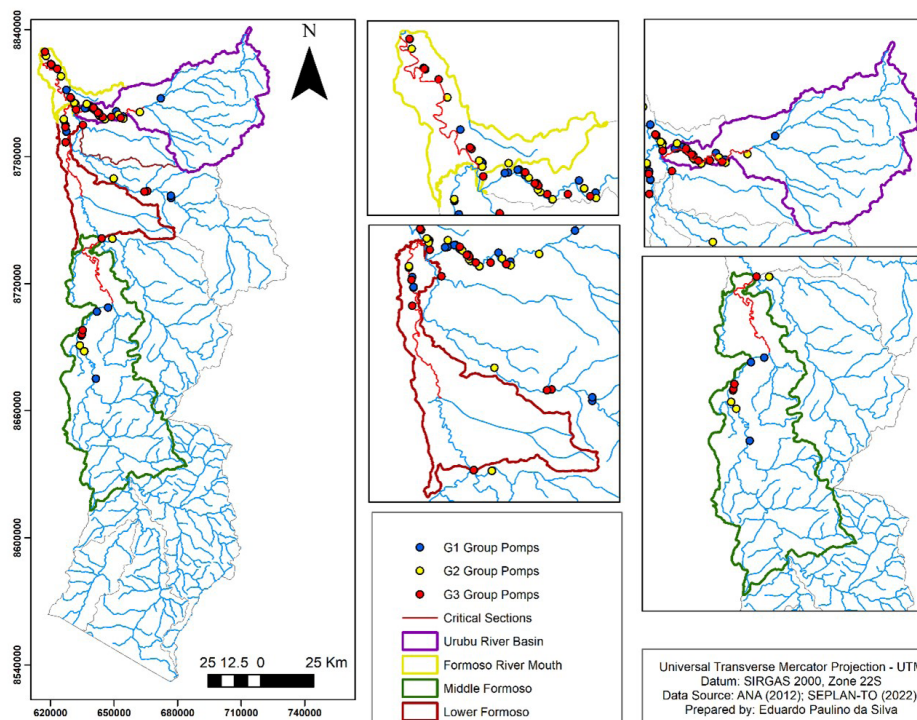 N
8840000
8780000
8720000
8660000
8600000
8540000
25 12.5 0 25 Km
620000 650000 680000 710000 740000
G1 Group Pomps
G2 Group Pomps
G3 Group Pomps
Critical Sections
Urubu River Basin
Formoso River Mouth
Middle Formoso
Lower Formoso
Universal Transverse Mercator Projection - UTM
Datum: SIRGAS 2000, Zone 22S
Data Source: ANA (2012); SEPLAN-TO (2022)
Prepared by: Eduardo Paulino da Silva